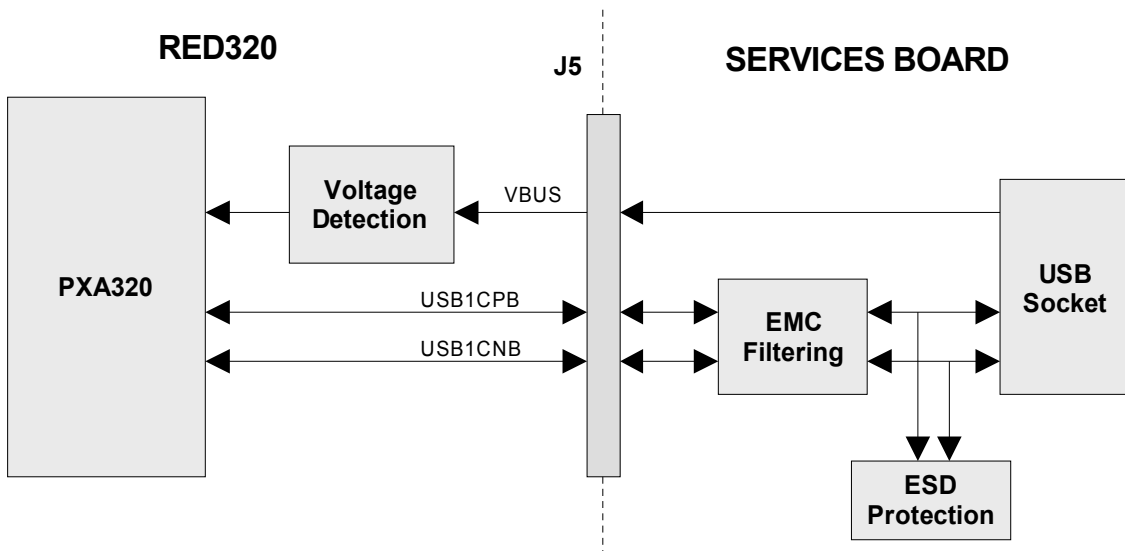 RED320
J5
SERVICES BOARD
Voltage
Detection
VBUS
PXA320
USB1CPB
USB1CNB
EMC
Filtering
USB
Socket
ESD
Protection